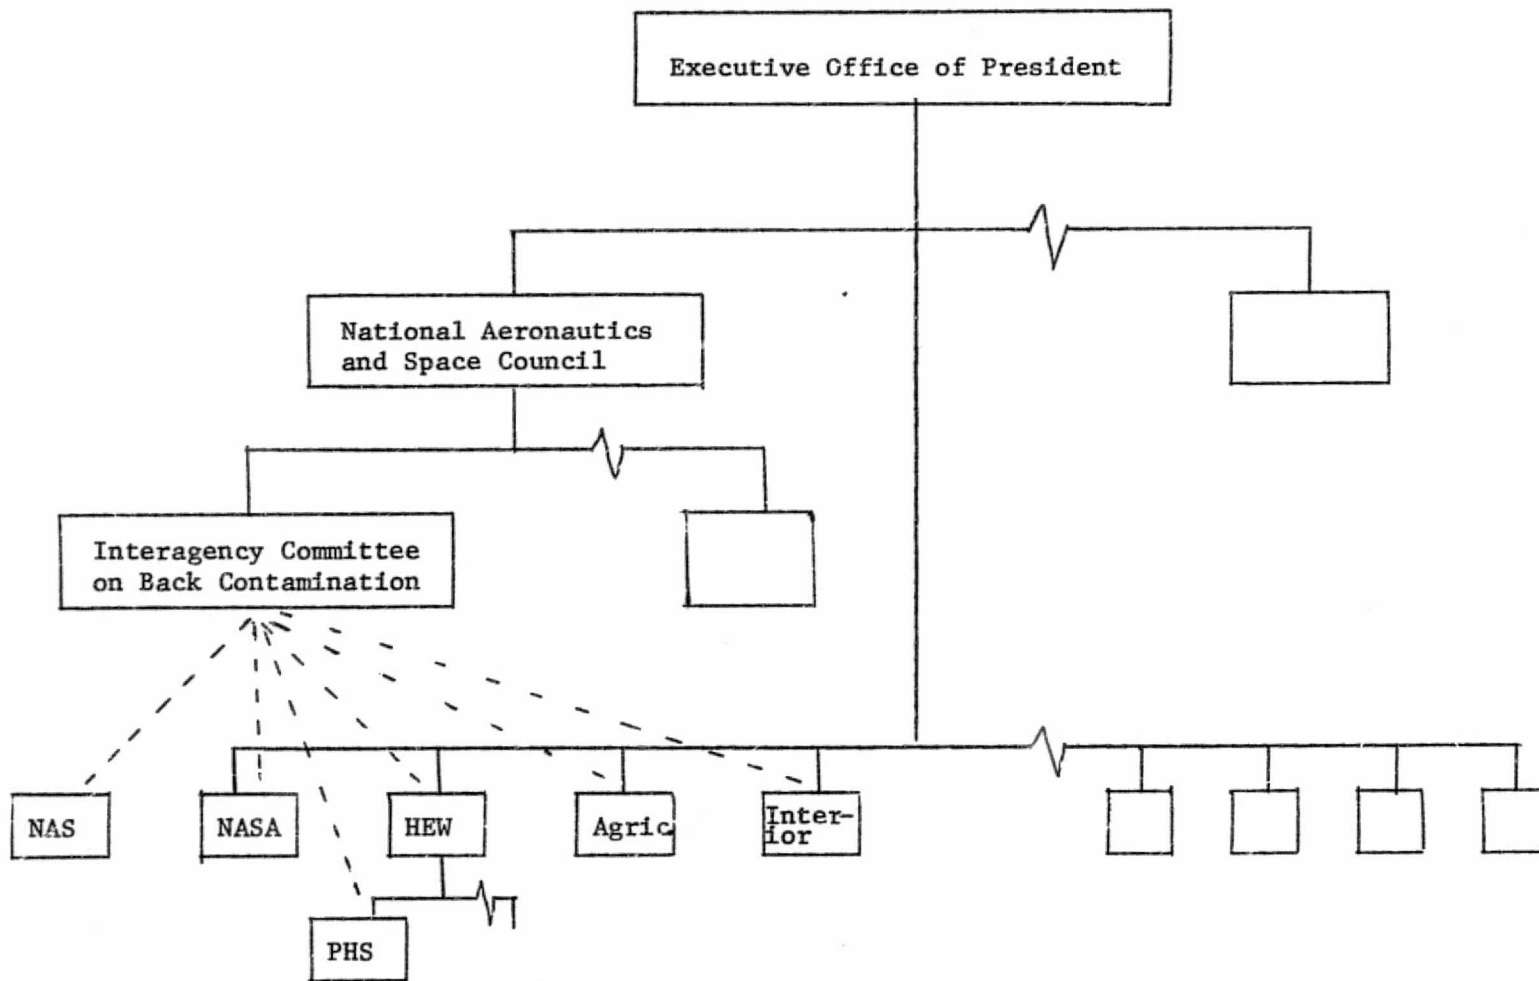 Executive Office of President
National Aeronautics
and Space Council
Interagency Committee
on Back Contamination
NAS
NASA
HEW
Agric
Inter-
ior
PHS